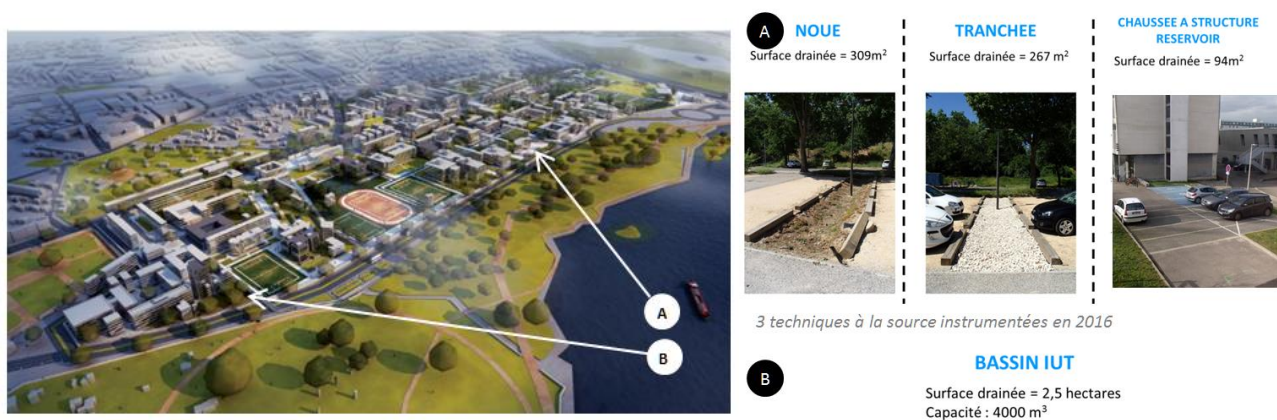 A
B
A
NOUE
Surface drainée = 309m²
TRANCHEE
Surface drainée = 267 m²
CHAUSSEE A STRUCTURE
RESERVOIR
Surface drainée = 94m²
3 techniques à la source instrumentées en 2016
B
BASSIN IUT
Surface drainée = 2,5 hectares
Capacité : 4000 m³